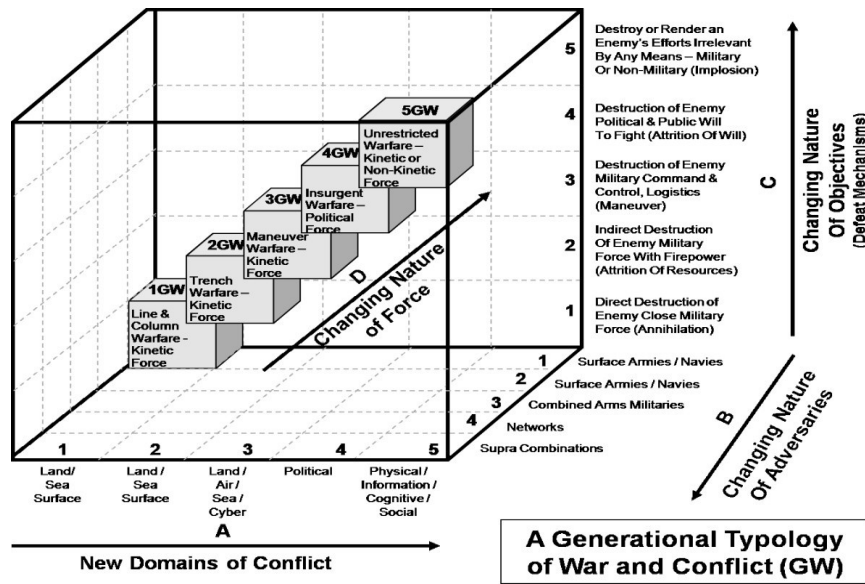 5GW
Unrestricted
Warfare –
Kinetic or
Non-Kinetic
Force
4GW
Insurgent
Warfare–
Political
Force
3GW
Maneuver
Warfare –
Kinetic
Force
2GW
Trench
Warfare–
Kinetic
Force
1GW
Line &
Column
Warfare -
Kinetic
Force
D
Changing Nature
of Force
5
Destroy or Render an
Enemy's Efforts Irrelevant
By Any Means – Military
Or Non-Military (Implosion)
4
Destruction of Enemy
Political & Public Will
To Fight (Attrition Of Will)
3
Destruction of Enemy
Military Command &
Control, Logistics
(Maneuver)
2
Indirect Destruction
Of Enemy Military
Force With Firepower
(Attrition Of Resources)
1
Direct Destruction of
Enemy Close Military
Force (Annihilation)
C
Changing Nature
Of Objectives
(Defeat Mechanisms)
1 Surface Armies / Navies
2 Surface Armies / Navies
3 Combined Arms Militaries
4 Networks
5 Supra Combinations
B
Changing Nature
Of Adversaries
1
Land/
Sea
Surface
2
Land /
Sea
Surface
3
Land /
Air /
Sea /
Cyber
4
Political
Physical /
Information /
Cognitive /
Social
A
New Domains of Conflict
A Generational Typology
of War and Conflict (GW)